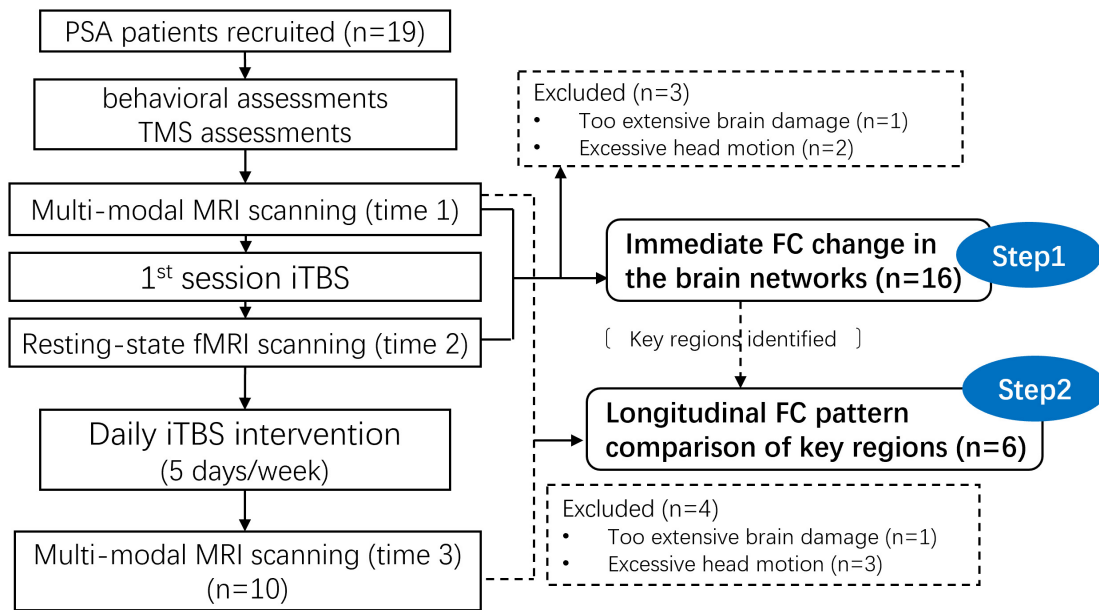 PSA patients recruited (n=19)
behavioral assessments
TMS assessments
Multi-modal MRI scanning (time 1)
1st session iTBS
Resting-state fMRI scanning (time 2)
Daily iTBS intervention
(5 days/week)
Multi-modal MRI scanning (time 3)
(n=10)
Excluded (n=3)
• Too extensive brain damage (n=1)
• Excessive head motion (n=2)
Immediate FC change in
the brain networks (n=16)
Step1
〔 Key regions identified 〕
Step2
Longitudinal FC pattern
comparison of key regions (n=6)
Excluded (n=4)
• Too extensive brain damage (n=1)
• Excessive head motion (n=3)